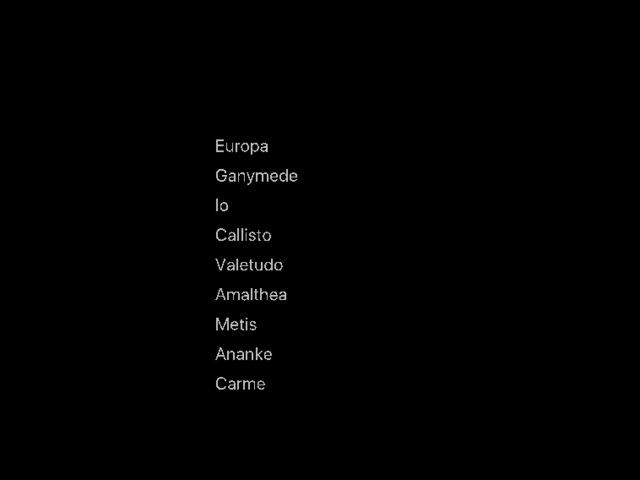 Europa
Ganymede
Io
Callisto
Valetudo
Amalthea
Metis
Ananke
Carme